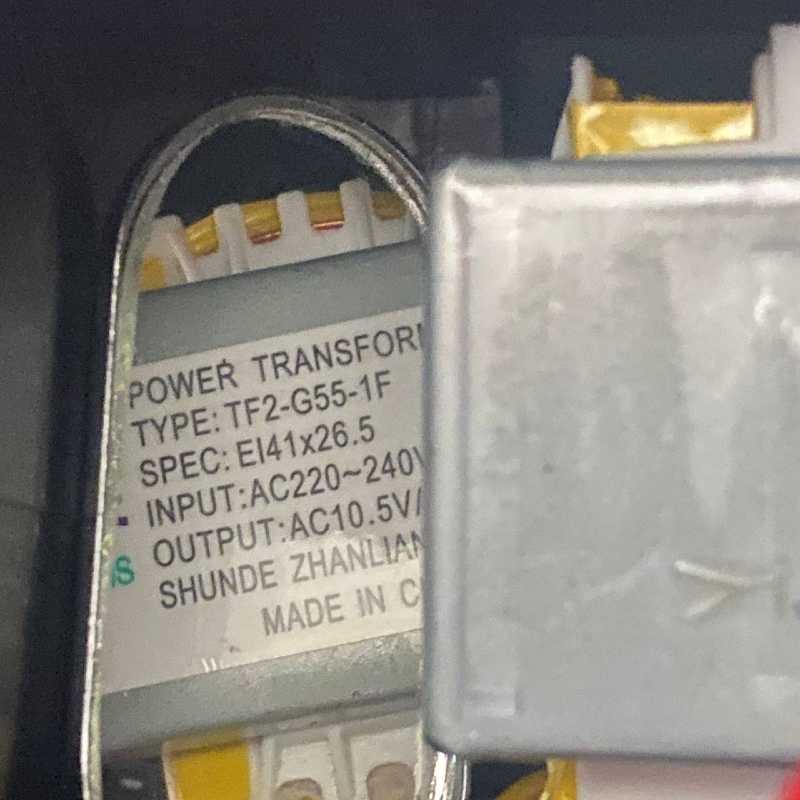 POWER TRANSFOR
TYPE: TF2-G55-1F
SPEC: EI41x26.5
INPUT:AC220~240V
OUTPUT:AC10.5V/
SHUNDE ZHANLIAN
MADE IN C
S